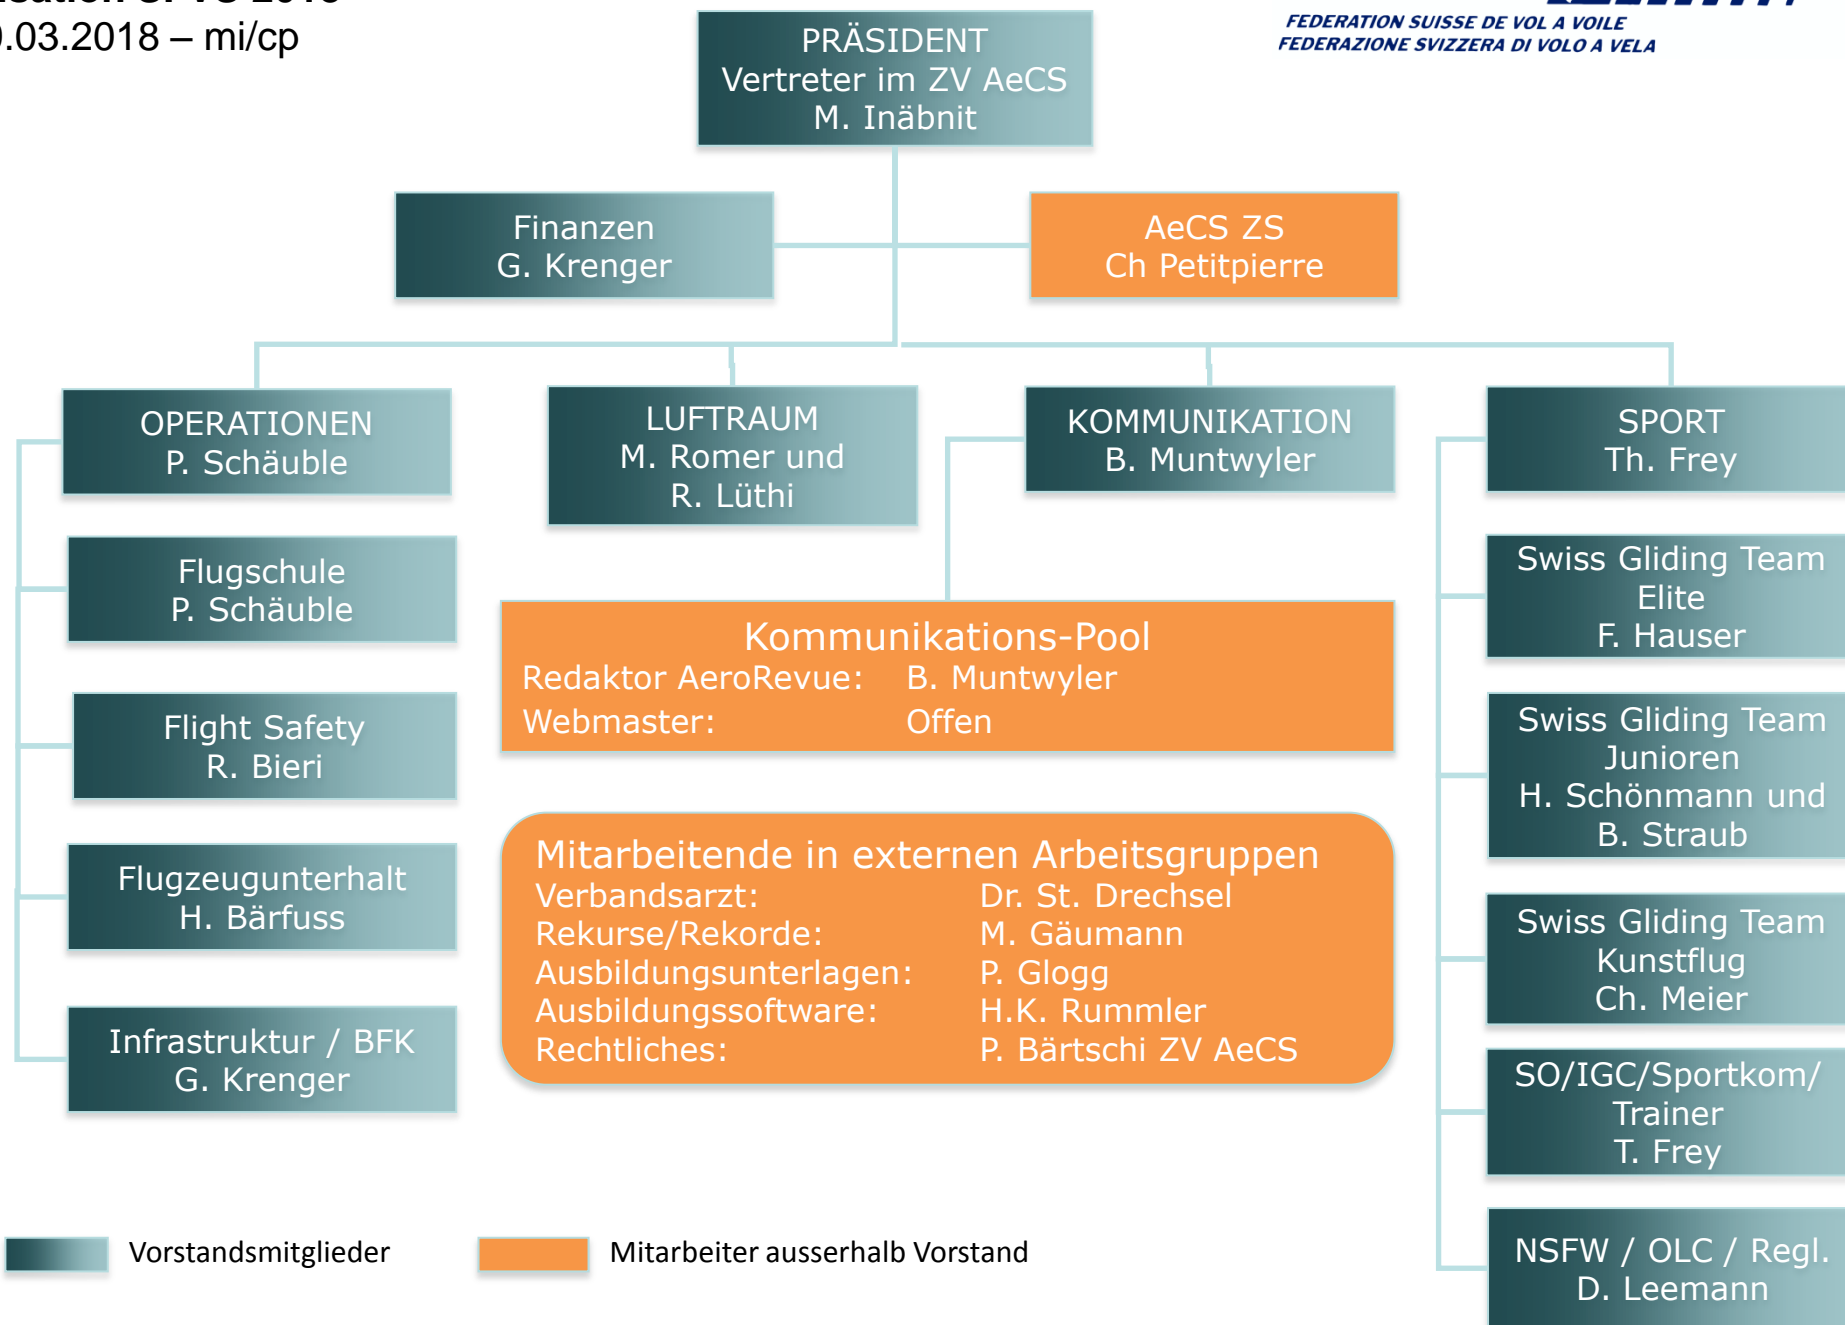 .03.2018 – mi/cp
FEDERATION SUISSE DE VOL A VOILE
FEDERAZIONE SVIZZERA DI VOLO A VELA
PRÄSIDENT
Vertreter im ZV AeCS
M. Inäbnit
Finanzen
G. Krenger
AeCS ZS
Ch Petitpierre
OPERATIONEN
P. Schäuble
LUFTRAUM
M. Romer und
R. Lüthi
KOMMUNIKATION
B. Muntwyler
SPORT
Th. Frey
Flugschule
P. Schäuble
Flight Safety
R. Bieri
Flugzeugunterhalt
H. Bärfuss
Infrastruktur / BFK
G. Krenger
Kommunikations-Pool
Redaktor AeroRevue: B. Muntwyler
Webmaster: Offen
Mitarbeitende in externen Arbeitsgruppen
Verbandsarzt: Dr. St. Drechsel
Rekurse/Rekorde: M. Gäumann
Ausbildungsunterlagen: P. Glogg
Ausbildungssoftware: H.K. Rummler
Rechtliches: P. Bärtschi ZV AeCS
Swiss Gliding Team
Elite
F. Hauser
Swiss Gliding Team
Junioren
H. Schönmann und
B. Straub
Swiss Gliding Team
Kunstflug
Ch. Meier
SO/IGC/Sportkom/
Trainer
T. Frey
NSFW / OLC / Regl.
D. Leemann
Vorstandsmitglieder
Mitarbeiter ausserhalb Vorstand